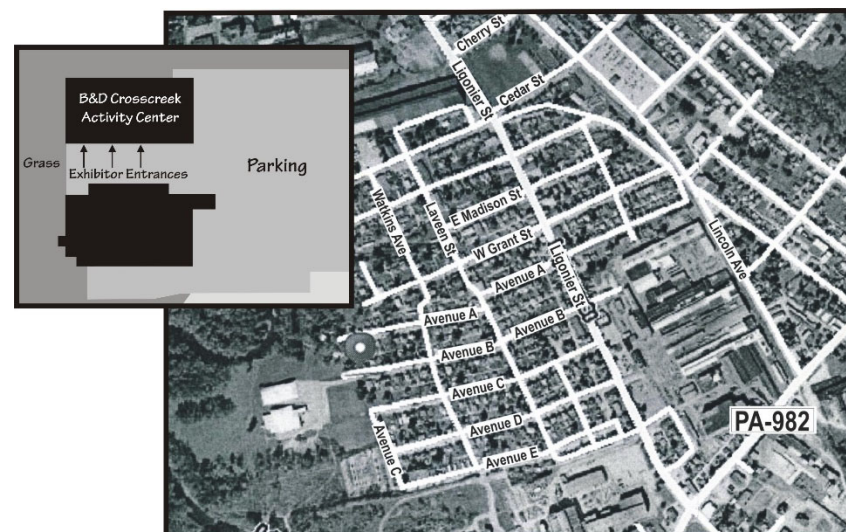 B&D Crosscreek
Activity Center
Grass
Exhibitor Entrances
Parking
Cherry St
Ligonier St
Cedar St
E Madison St
Watkins Ave
Laveen St
W Grant St
Ligonier St
Lincoln Ave
Avenue A
Avenue A
Avenue B
Avenue B
Avenue C
Avenue D
Avenue C
Avenue E
PA-982